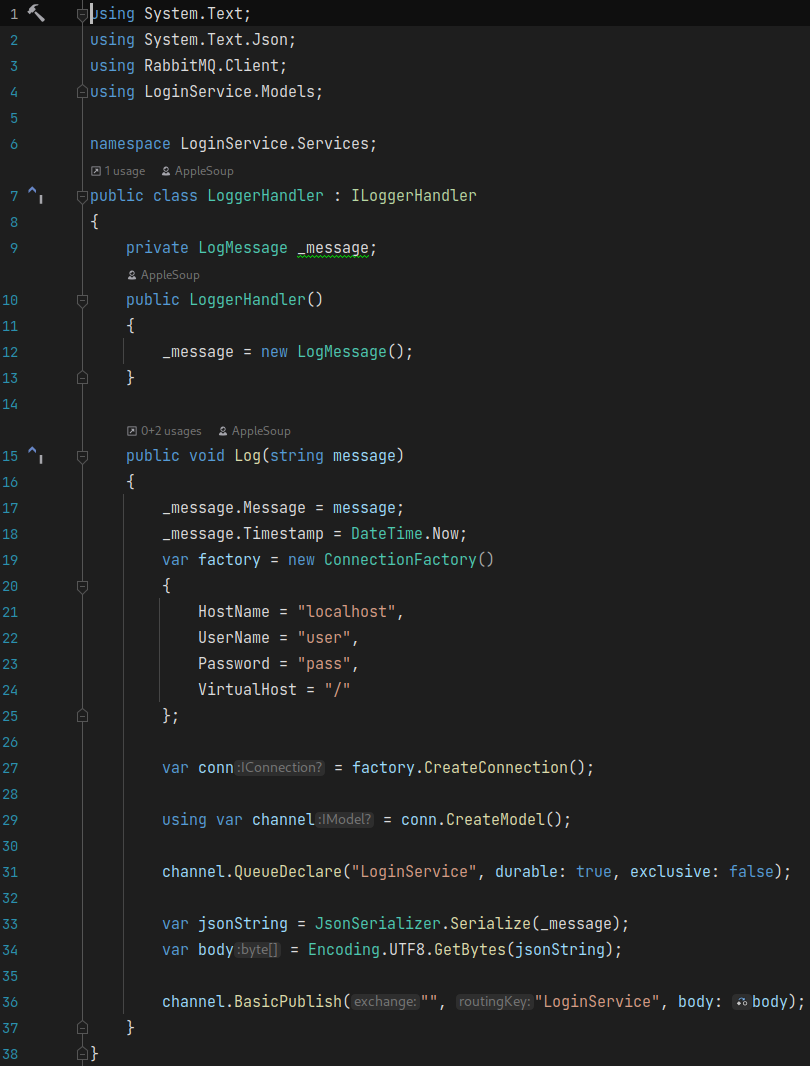 1 using System.Text;
2 using System.Text.Json;
3 using RabbitMQ.Client;
4 using LoginService.Models;
5
6 namespace LoginService.Services;
1 usage AppleSoup
7 public class LoggerHandler : ILoggerHandler
8 {
9 private LogMessage _message;
AppleSoup
10 public LoggerHandler()
11 {
12 _message = new LogMessage();
13 }
14
0+2 usages AppleSoup
15 public void Log(string message)
16 {
17 _message.Message = message;
18 _message.Timestamp = DateTime.Now;
19 var factory = new ConnectionFactory()
20 {
21 HostName = "localhost",
22 UserName = "user",
23 Password = "pass",
24 VirtualHost = "/"
25 };
26
27 var conn :IConnection? = factory.CreateConnection();
28
29 using var channel :IModel? = conn.CreateModel();
30
31 channel.QueueDeclare("LoginService", durable: true, exclusive: false);
32
33 var jsonString = JsonSerializer.Serialize(_message);
34 var body :byte[] = Encoding.UTF8.GetBytes(jsonString);
35
36 channel.BasicPublish( exchange: "", routingKey: "LoginService", body: body);
37 }
38 }